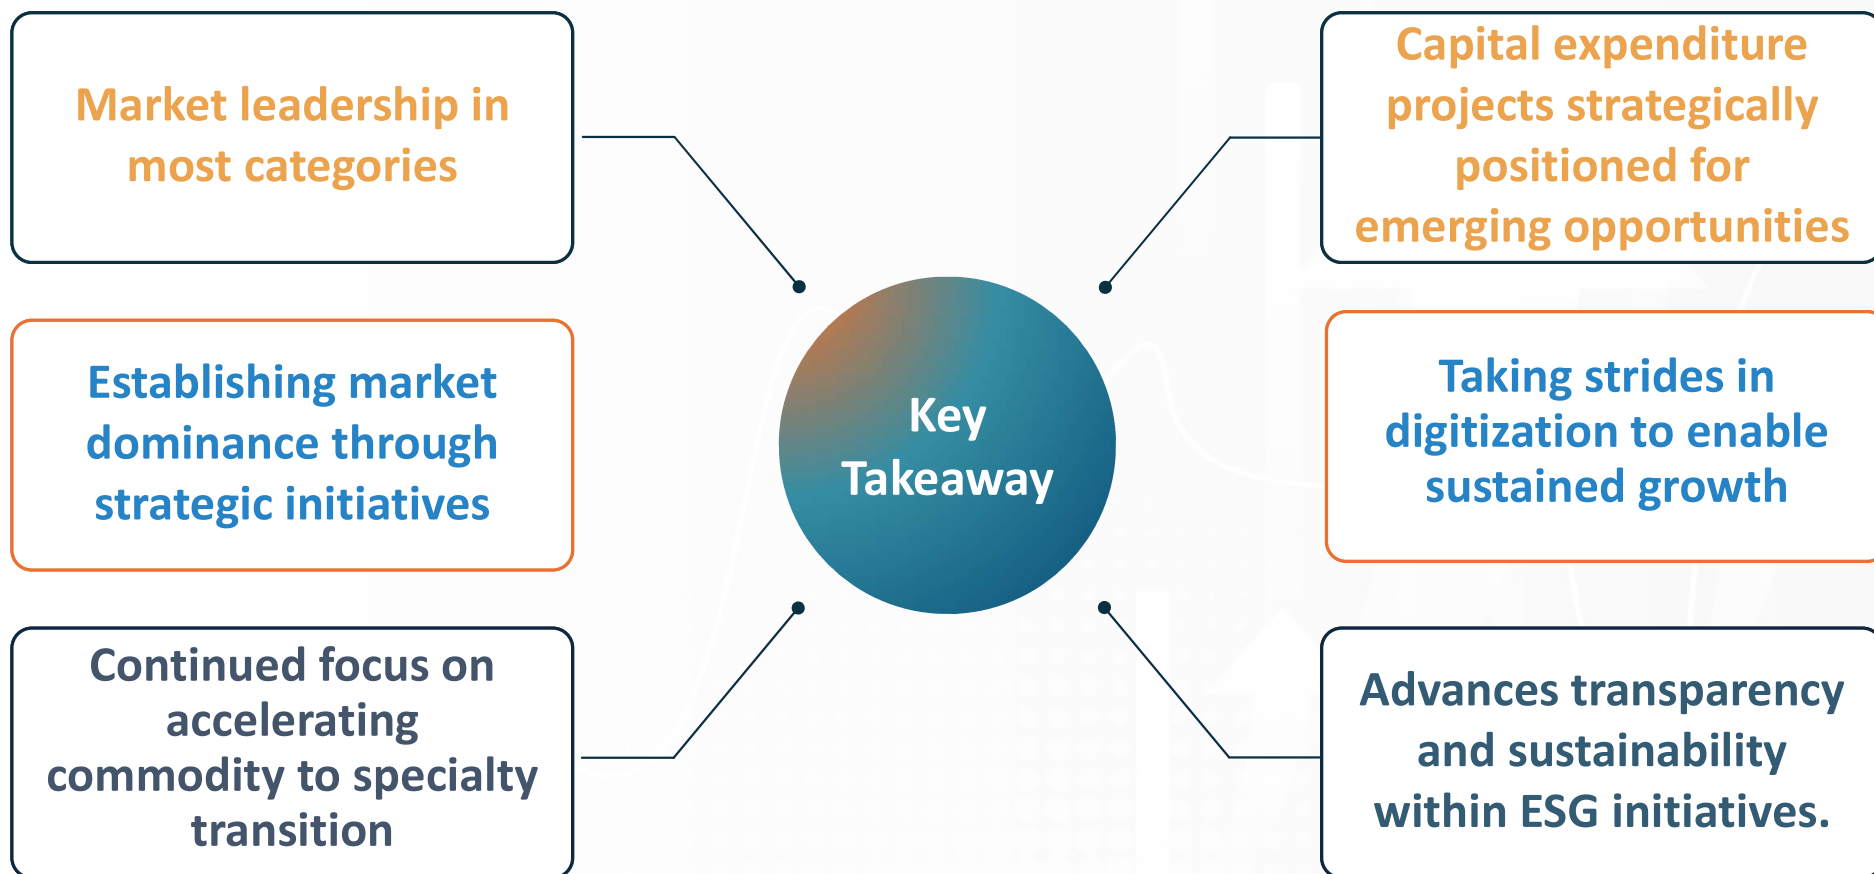 Market leadership in
most categories
Establishing market
dominance through
strategic initiatives
Continued focus on
accelerating
commodity to specialty
transition
Key
Takeaway
Capital expenditure
projects strategically
positioned for
emerging opportunities
Taking strides in
digitization to enable
sustained growth
Advances transparency
and sustainability
within ESG initiatives.